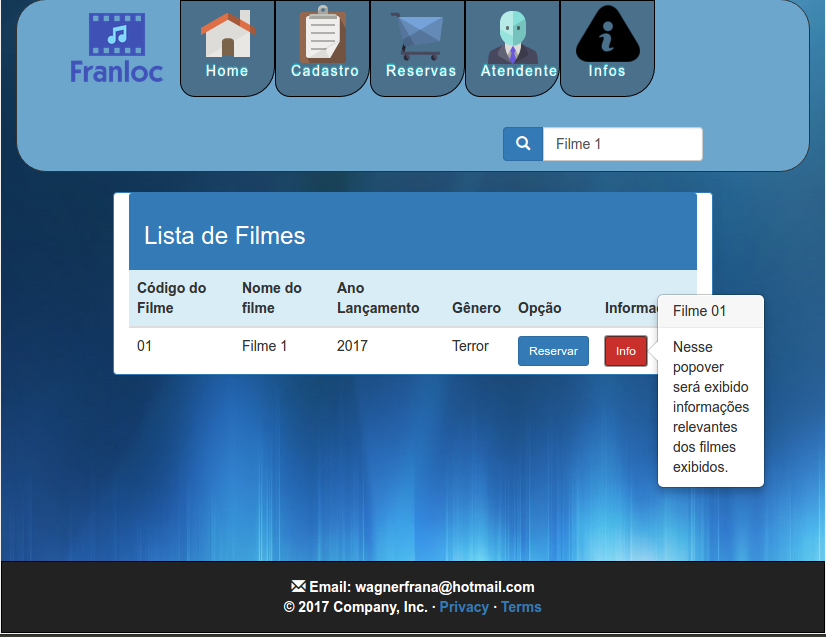 Franloc
Home
Cadastro
Reservas
Atendente
Infos
Filme 1
Lista de Filmes
Código do
Filme
Nome do
filme
Ano
Lançamento
Gênero
Opção
01
Filme 1
2017
Terror
Reservar
Info
Filme 01
Nesse
popover
será exibido
informações
relevantes
dos filmes
exibidos.
Email: wagnerfrana@hotmail.com
© 2017 Company, Inc. · Privacy · Terms